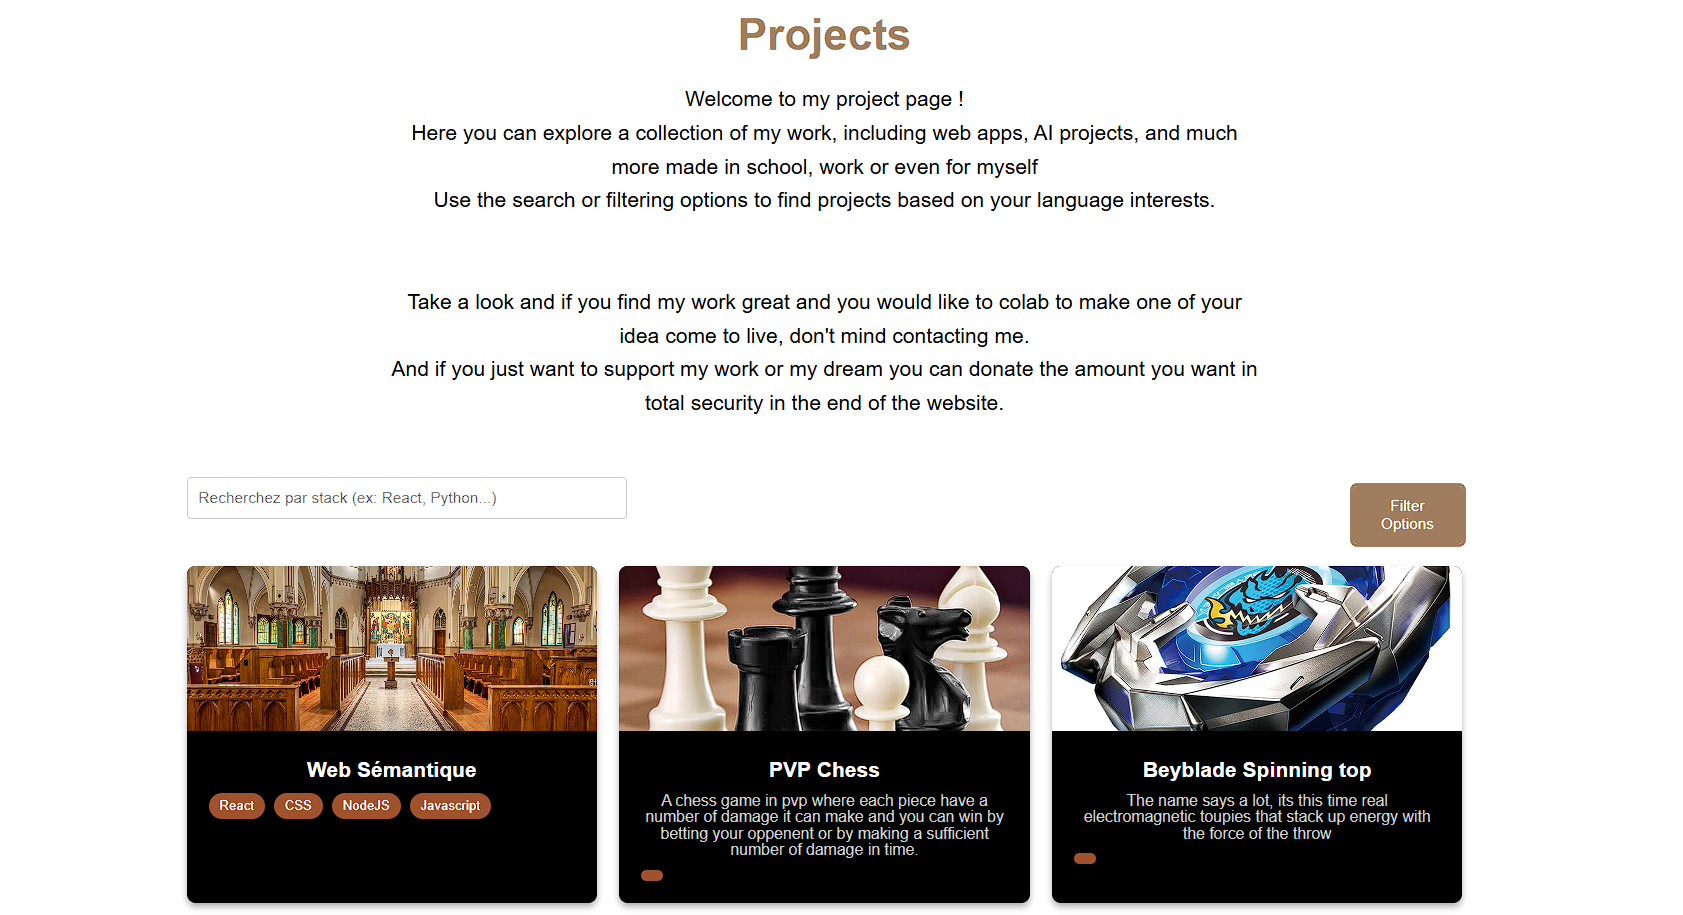 Projects
Welcome to my project page !
Here you can explore a collection of my work, including web apps, AI projects, and much
more made in school, work or even for myself
Use the search or filtering options to find projects based on your language interests.
Take a look and if you find my work great and you would like to colab to make one of your
idea come to live, don't mind contacting me.
And if you just want to support my work or my dream you can donate the amount you want in
total security in the end of the website.
Recherchez par stack (ex: React, Python...)
Filter
Options
Web Sémantique
React CSS NodeJS Javascript
PVP Chess
A chess game in pvp where each piece have a
number of damage it can make and you can win by
betting your oppenent or by making a sufficient
number of damage in time.
Beyblade Spinning top
The name says a lot, its this time real
electromagnetic toupies that stack up energy with
the force of the throw